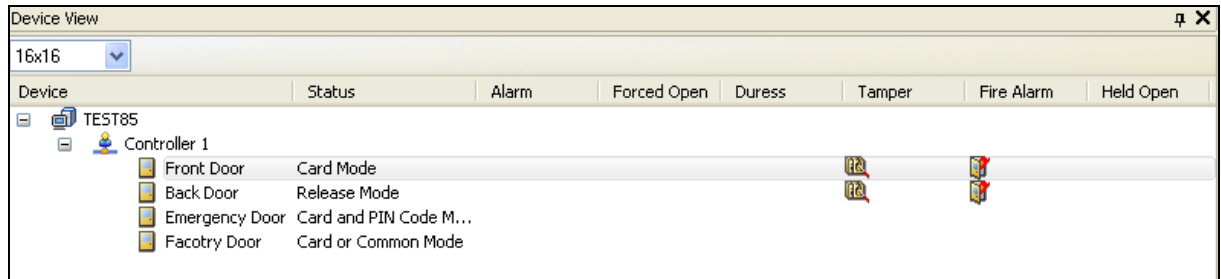 Device View
16x16
Device Status Alarm Forced Open Duress Tamper Fire Alarm Held Open
TEST85
Controller 1
Front Door Card Mode
Back Door Release Mode
Emergency Door Card and PIN Code M...
Facotry Door Card or Common Mode